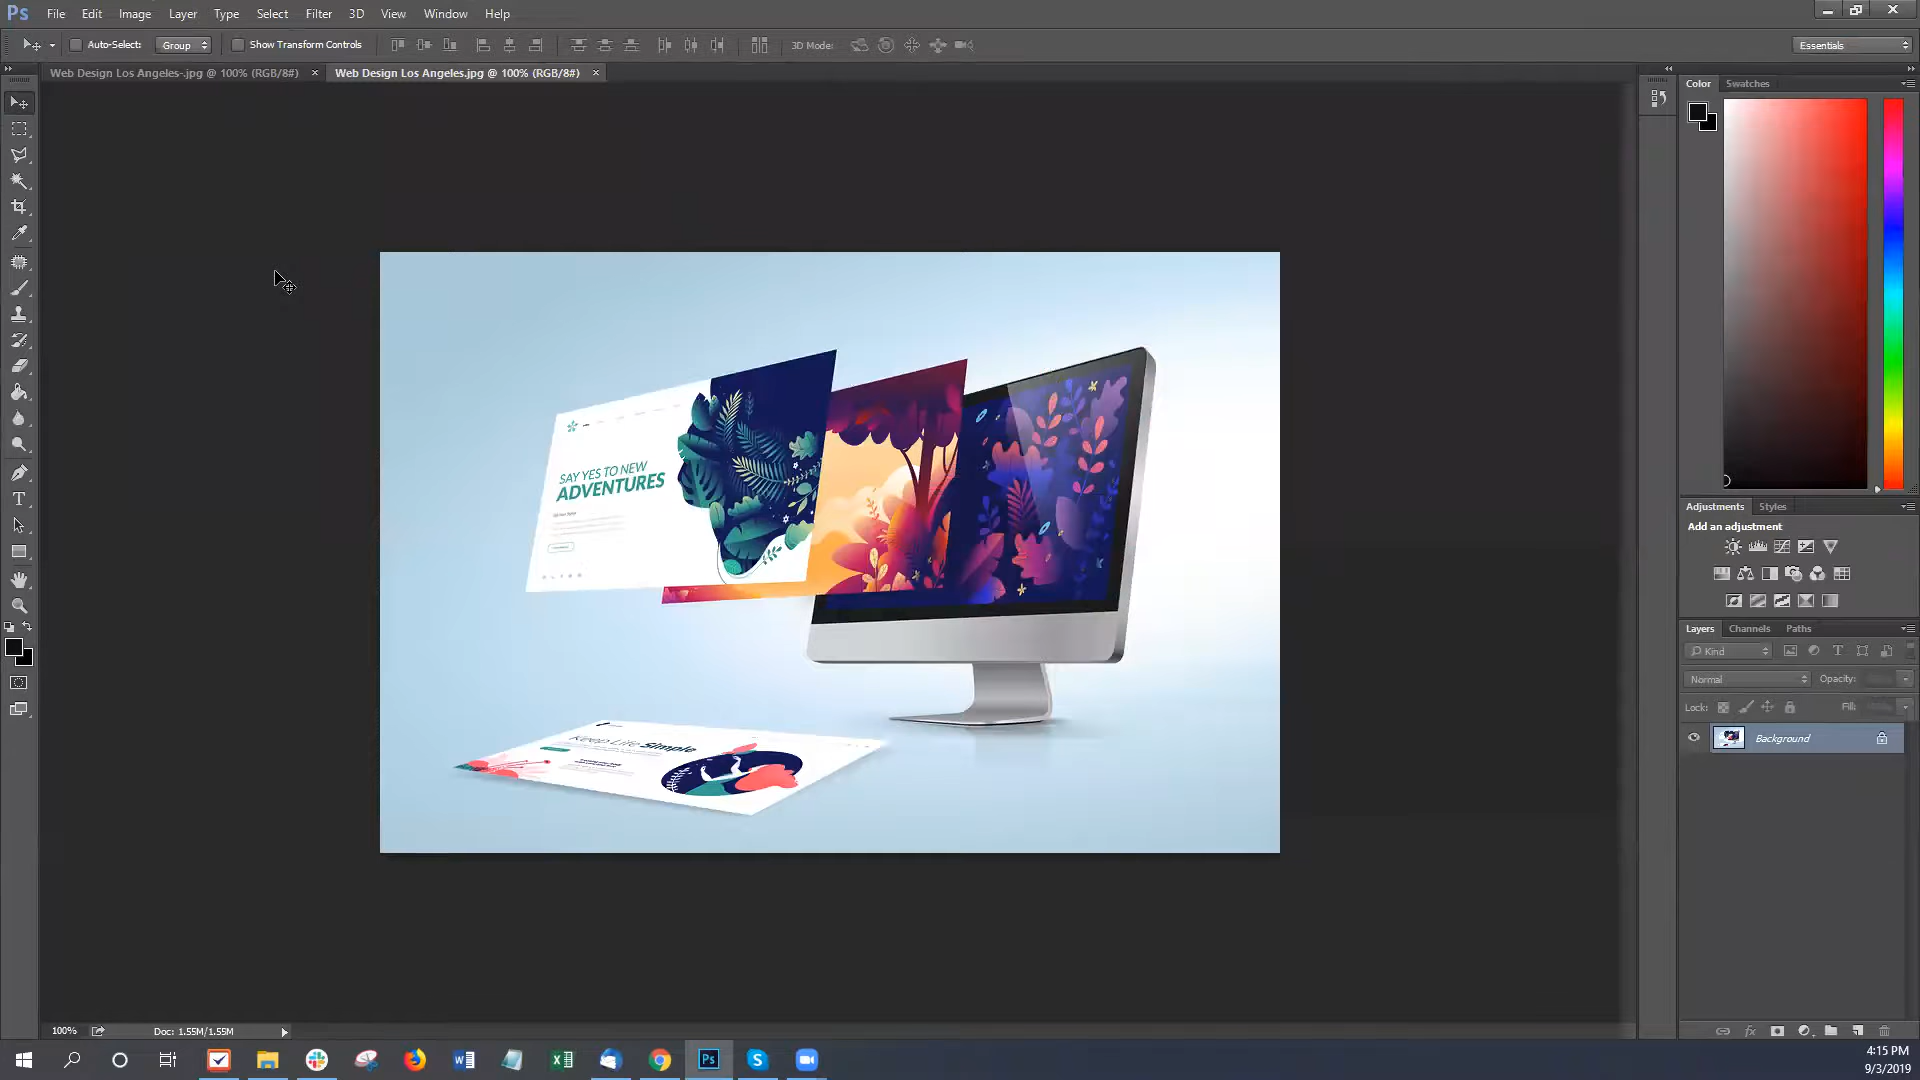 Ps File Edit Image Layer Type Select Filter 3D View Window Help
Auto-Select: Group Show Transform Controls 3D Mode: Essentials
Web Design Los Angeles-.jpg @ 100% (RGB/8#) × Web Design Los Angeles.jpg @ 100% (RGB/8#) ×
Color Swatches
SAY YES TO NEW
ADVENTURES
Adjustments Styles
Add an adjustment
Layers Channels Paths
Kind
Normal Opacity:
Lock: Fill:
Background
Keep Life Simple
100% Doc: 1.55M/1.55M
4:15 PM
9/3/2019